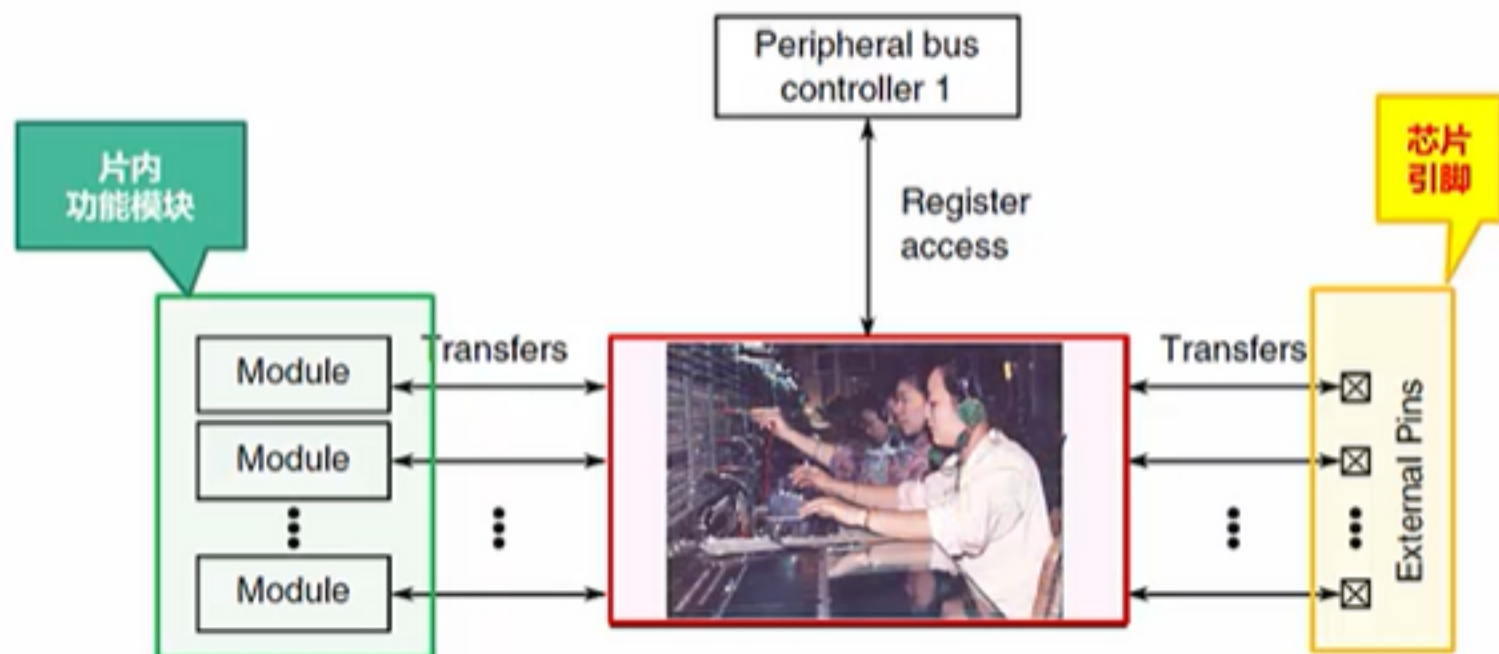 Peripheral bus
controller 1
片内
功能模块
芯片
引脚
Register
access
Transfers
Transfers
Module
Module
Module
External Pins